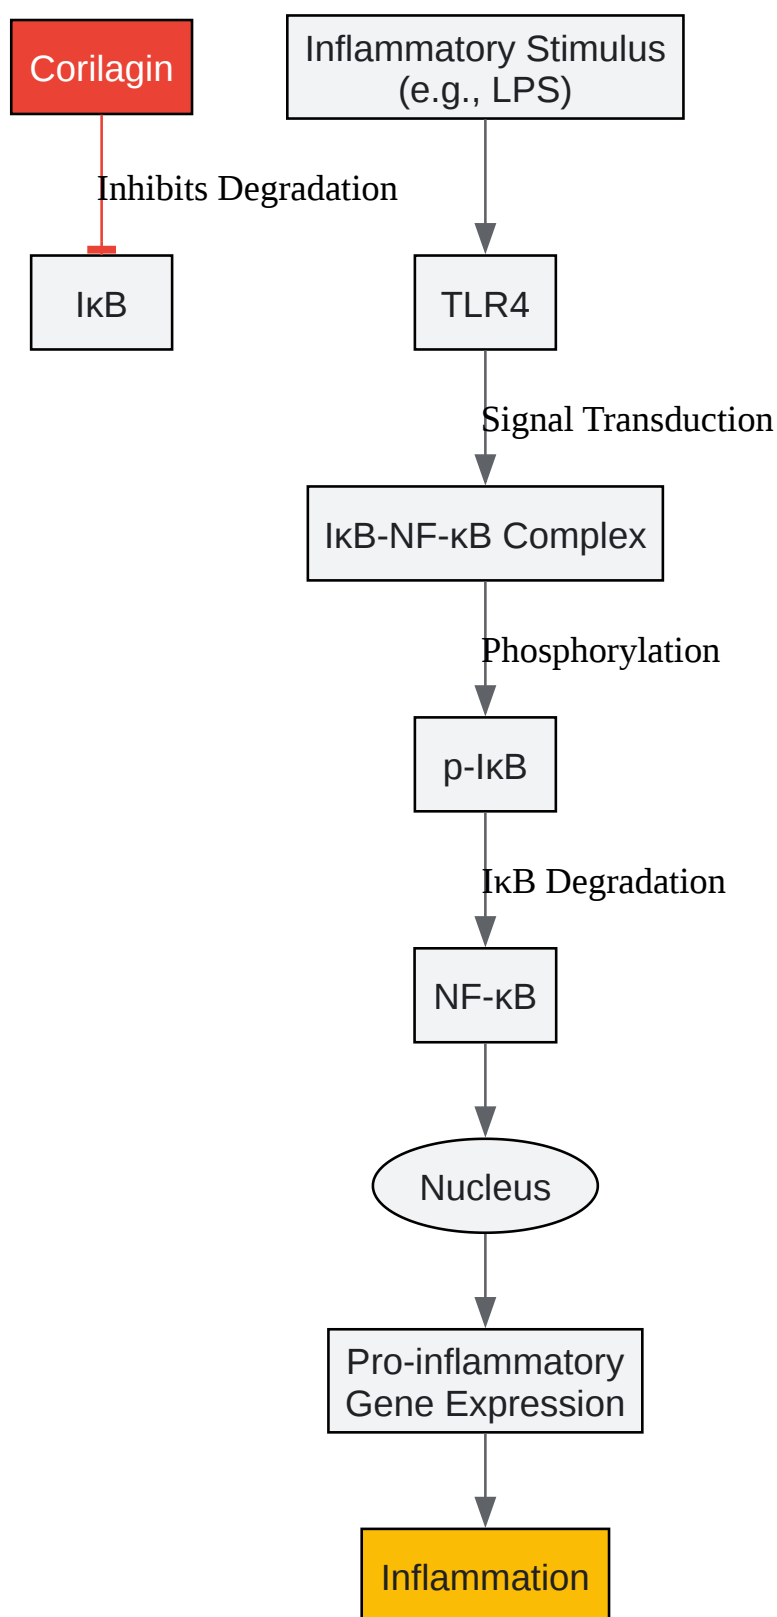 Corilagin
Inflammatory Stimulus
(e.g., LPS)
Inhibits Degradation
IκB
TLR4
Signal Transduction
IκB-NF-κB Complex
Phosphorylation
p-IκB
IκB Degradation
NF-κB
Nucleus
Pro-inflammatory
Gene Expression
Inflammation